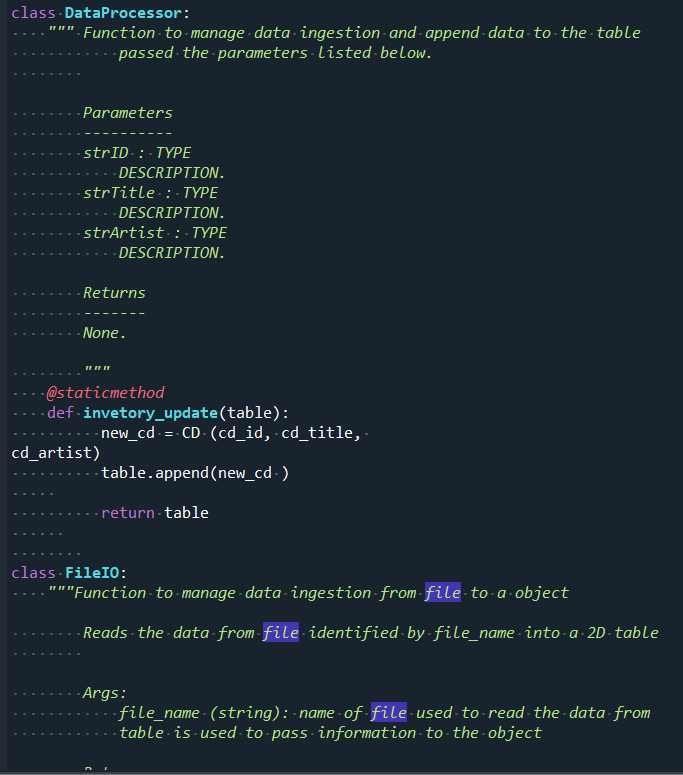 class DataProcessor:
""" Function to manage data ingestion and append data to the table
passed the parameters listed below.
Parameters
----------
strID : TYPE
DESCRIPTION.
strTitle : TYPE
DESCRIPTION.
strArtist : TYPE
DESCRIPTION.
Returns
-------
None.
"""
@staticmethod
def invetory_update(table):
new_cd = CD (cd_id, cd_title,
cd_artist)
table.append(new_cd )
return table
class FileIO:
"""Function to manage data ingestion from file to a object
Reads the data from file identified by file_name into a 2D table
Args:
file_name (string): name of file used to read the data from
table is used to pass information to the object